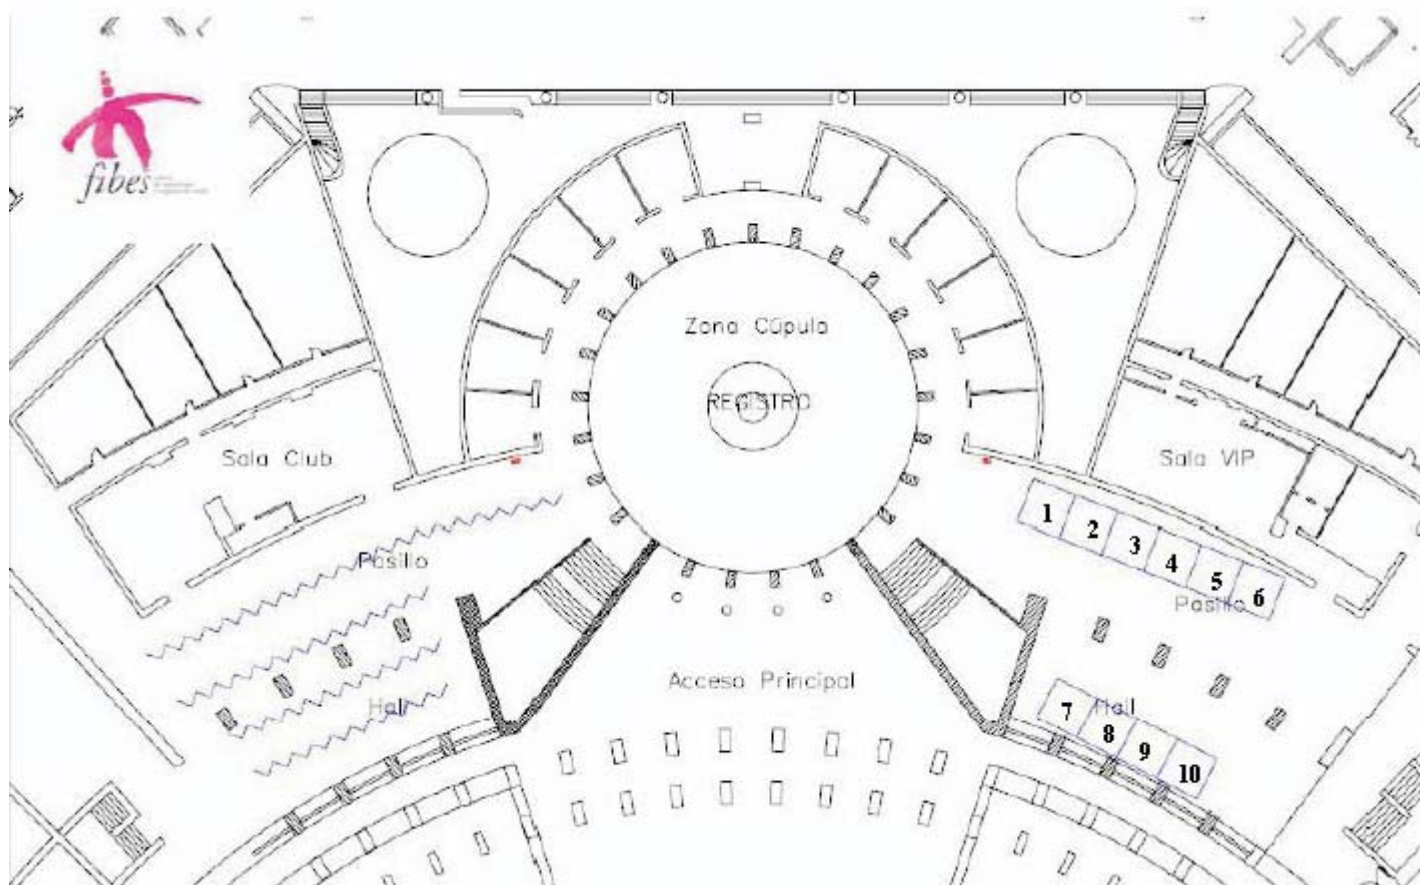 fibes
Zona Cúpula
REGISTRO
Sala Club
Sala VIP
1
2
3
4
5
6
Pasillo
Pasillo
Acceso Principal
Hall
Hall
7
8
9
10